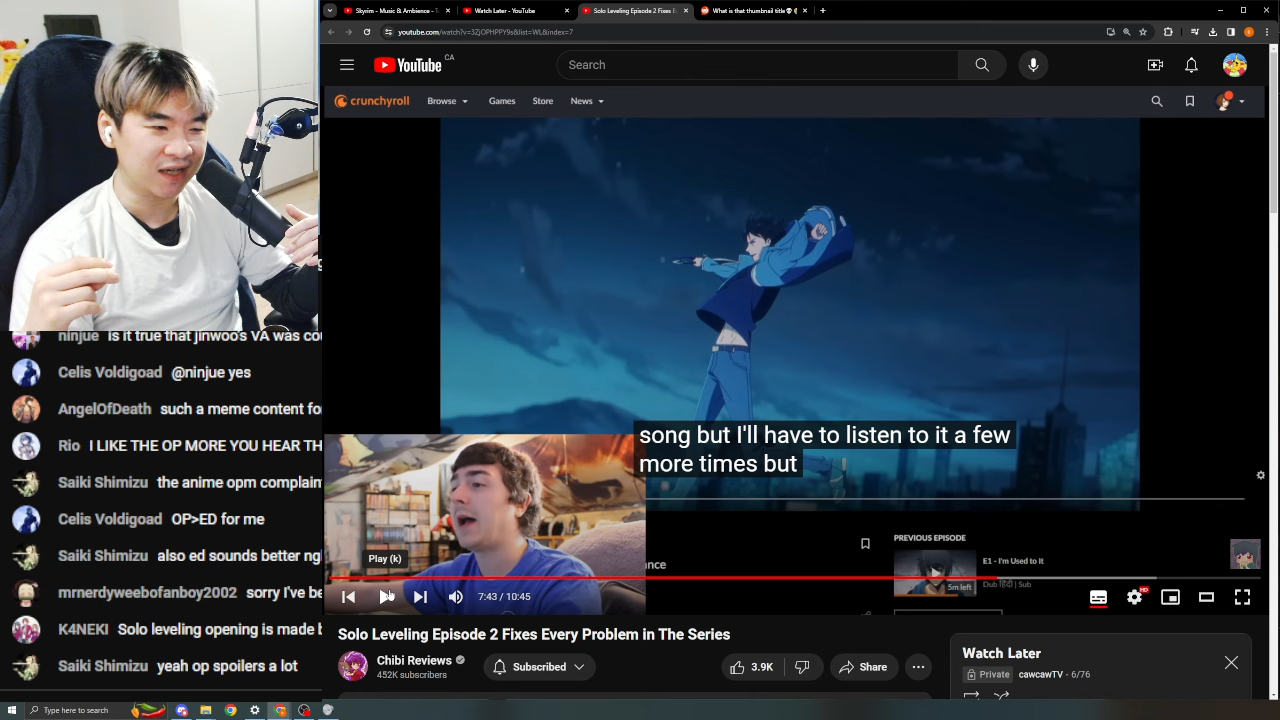 Skyrim - Music & Ambience -
Watch Later - YouTube
Solo Leveling Episode 2 Fixes E
What is that thumbnail title
youtube.com/watch?v=3ZjOPHPPY9s&list=WL&index=7
YouTube CA
Search
crunchyroll
Browse
Games
Store
News
song but I'll have to listen to it a few
more times but
PREVIOUS EPISODE
E1 - I'm Used to It
5m left
Dub | Sub
Play (k)
7:43 / 10:45
HD
Solo Leveling Episode 2 Fixes Every Problem in The Series
Chibi Reviews
452K subscribers
Subscribed
3.9K
Share
Watch Later
Private cawcawTV - 6/76
ninjue is it true that jinwoo's VA was cou
Celis Voldigoad @ninjue yes
AngelOfDeath such a meme content for
Rio I LIKE THE OP MORE YOU HEAR TH
Saiki Shimizu the anime opm complain
Celis Voldigoad OP>ED for me
Saiki Shimizu also ed sounds better ngl
mrnerdyweebofanboy2002 sorry I've be
K4NEKI Solo leveling opening is made b
Saiki Shimizu yeah op spoilers a lot
Type here to search